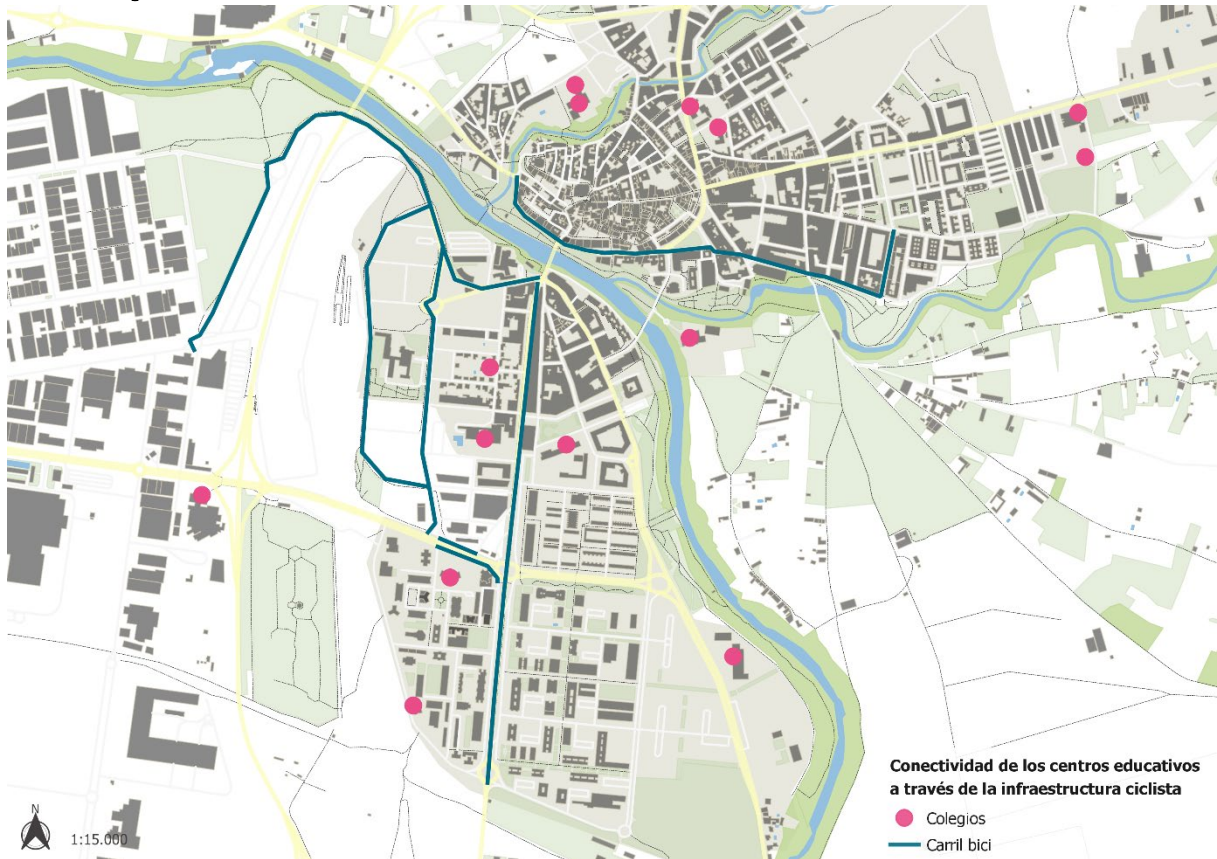 N
1:15.000
Conectividad de los centros educativos
a través de la infraestructura ciclista
Colegios
Carril bici